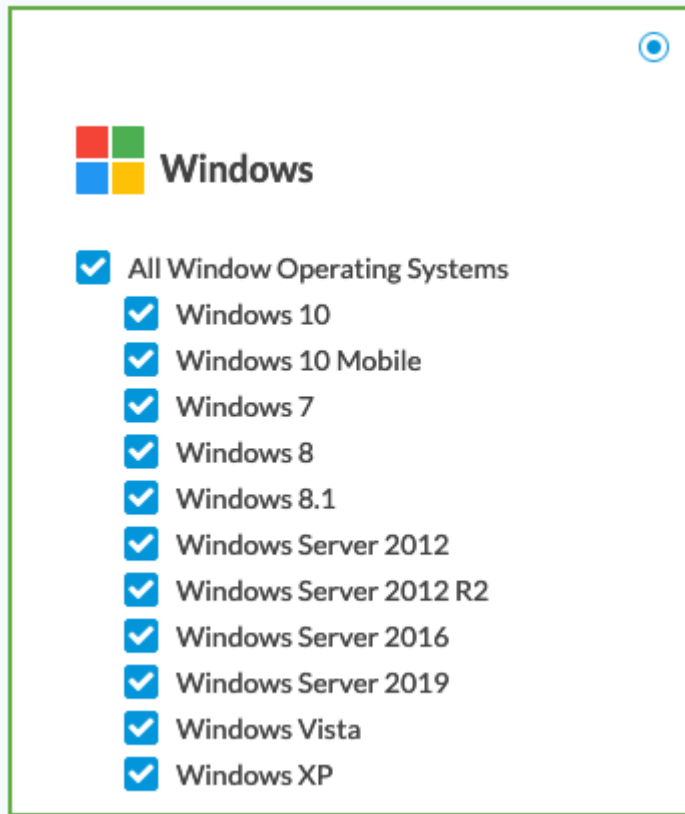 Windows
All Window Operating Systems
Windows 10
Windows 10 Mobile
Windows 7
Windows 8
Windows 8.1
Windows Server 2012
Windows Server 2012 R2
Windows Server 2016
Windows Server 2019
Windows Vista
Windows XP